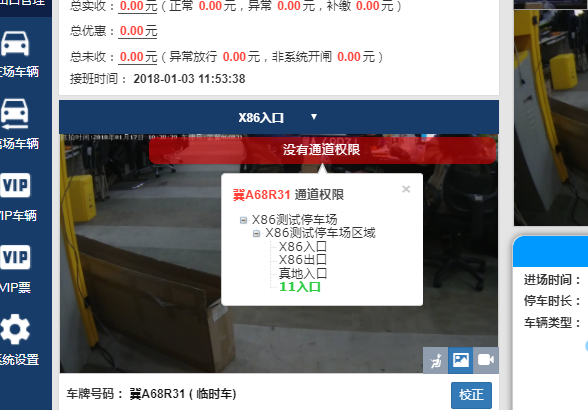 出口管理
总实收： 0.00元 ( 正常 0.00元，异常 0.00元，补缴 0.00元 )
总优惠： 0.00元
总未收： 0.00元 ( 异常放行 0.00元，非系统开闸 0.00元 )
接班时间： 2018-01-03 11:53:38
场车辆
X86入口 ▼
没有通道权限
冀A68R31 通道权限 ×
X86测试停车场
X86测试停车场区域
X86入口
X86出口
真地入口
11入口
场车辆
VIP
VIP车辆
VIP
VIP票
系统设置
进场时间：
停车时长：
车辆类型：
车牌号码： 冀A68R31 ( 临时车)
校正